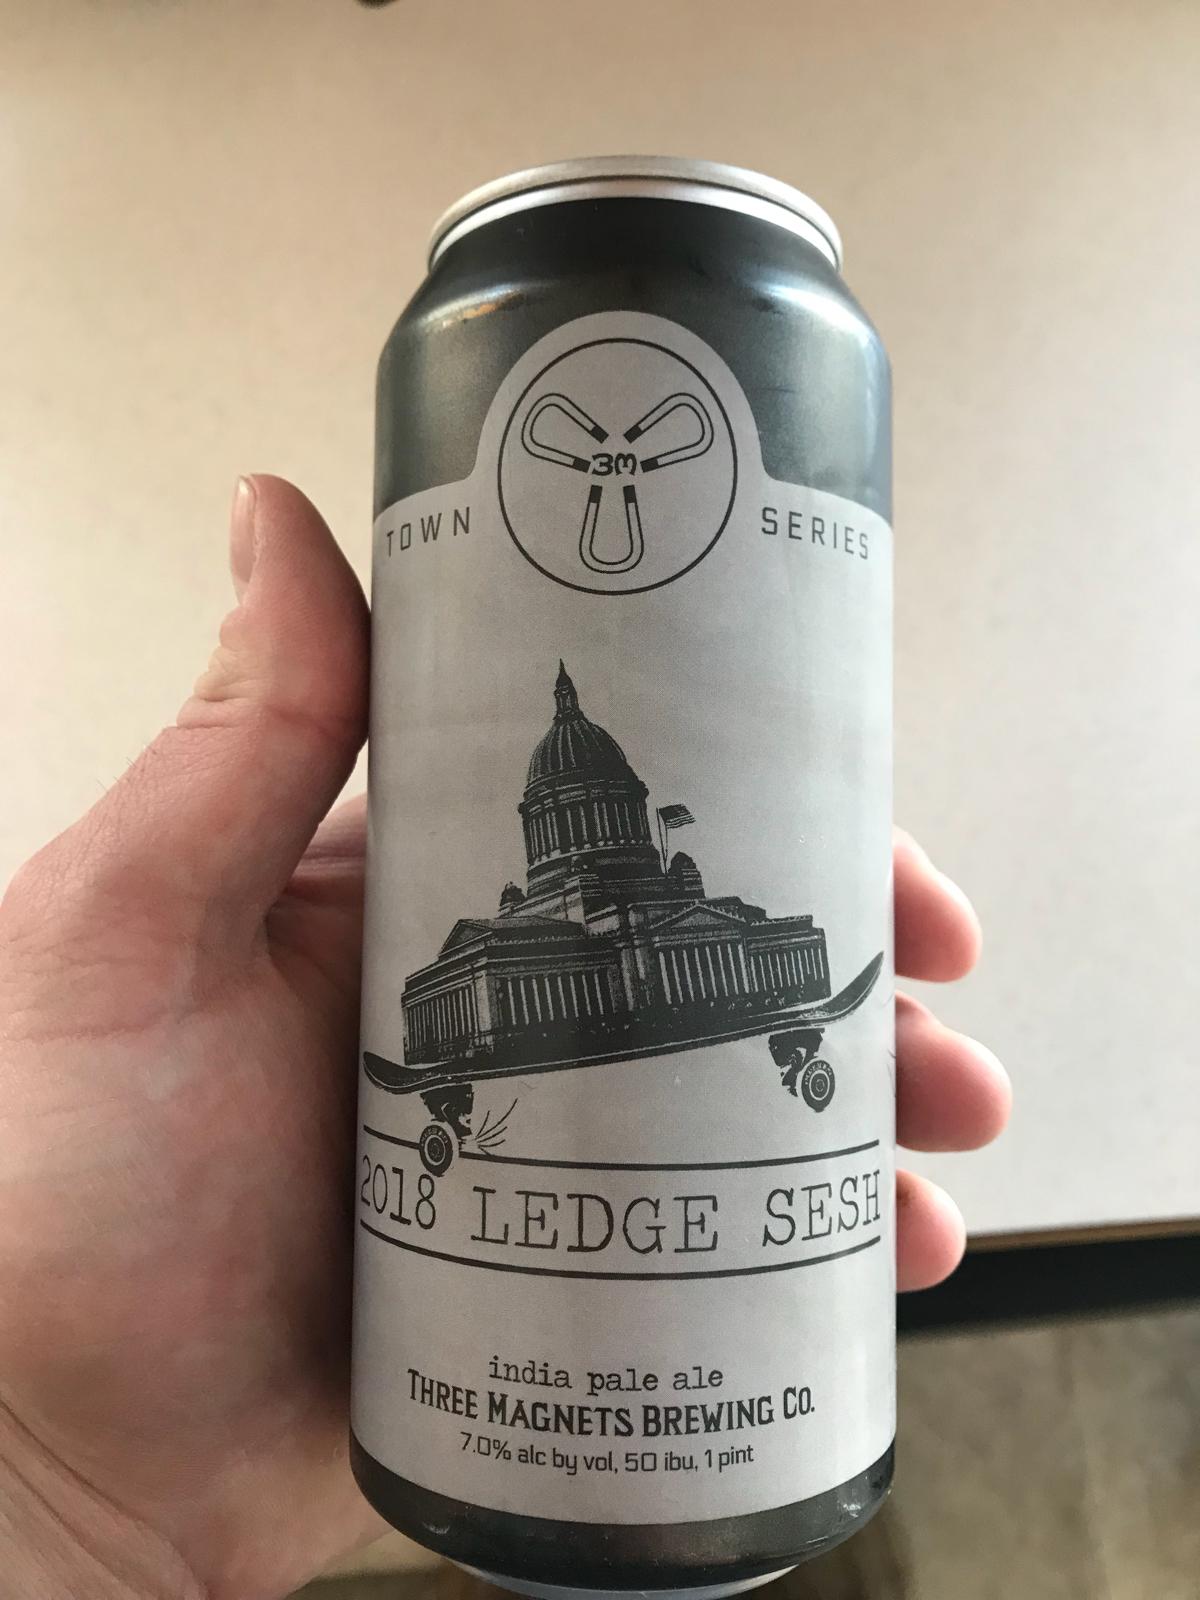 3M
TOWN SERIES
2018 LEDGE SESH
india pale ale
THREE MAGNETS BREWING CO.
7.0% alc by vol, 50 ibu, 1 pint